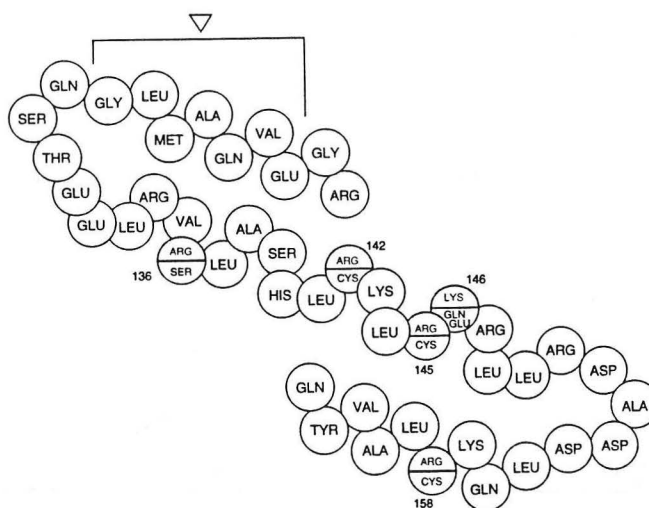 GLN
GLY
LEU
MET
ALA
GLN
VAL
GLU
GLY
ARG
SER
THR
GLU
GLU
LEU
ARG
VAL
136
ARG
SER
LEU
ALA
SER
HIS
LEU
142
ARG
CYS
LYS
LEU
ARG
CYS
145
146
LYS
GLN
GLU
ARG
LEU
LEU
ARG
ASP
ALA
ASP
ASP
LEU
GLN
LYS
ARG
CYS
158
LEU
ALA
VAL
TYR
GLN